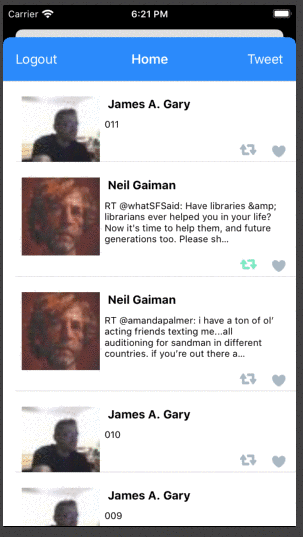 Carrier 6:21 PM
Logout Home Tweet
James A. Gary
011
Neil Gaiman
RT @whatSFSaid: Have libraries &amp;
librarians ever helped you in your life?
Now it's time to help them, and future
generations too. Please sh…
Neil Gaiman
RT @amandapalmer: i have a ton of ol'
acting friends texting me...all
auditioning for sandman in different
countries. if you're out there a…
James A. Gary
010
James A. Gary
009